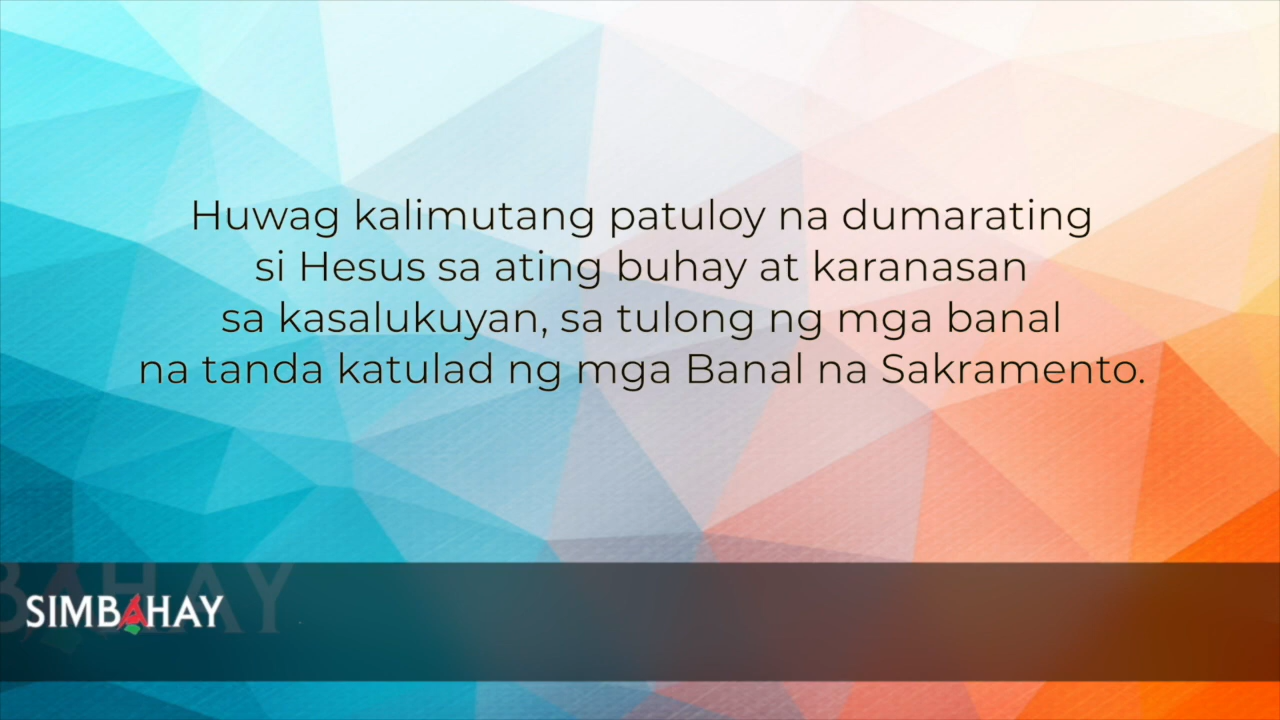 Huwag kalimutang patuloy na dumarating
si Hesus sa ating buhay at karanasan
sa kasalukuyan, sa tulong ng mga banal
na tanda katulad ng mga Banal na Sakramento.
SIMBAHAY